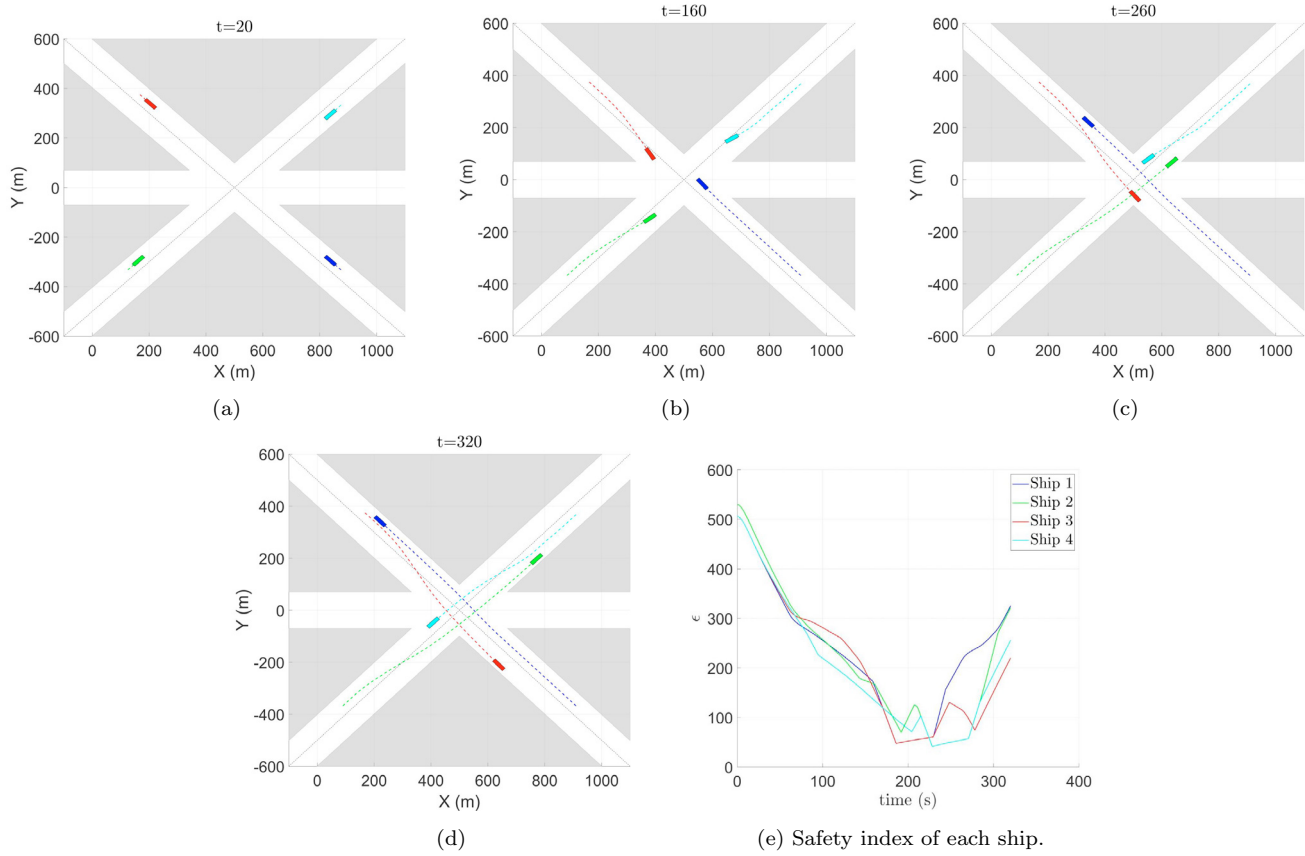 t=20
t=160
t=260
600
400
200
0
-200
-400
-600
0 200 400 600 800 1000
X (m)
Y (m)
600
400
200
0
-200
-400
-600
0 200 400 600 800 1000
X (m)
Y (m)
600
400
200
0
-200
-400
-600
0 200 400 600 800 1000
X (m)
Y (m)
(a)
(b)
(c)
t=320
600
400
200
0
-200
-400
-600
0 200 400 600 800 1000
X (m)
Y (m)
600
500
400
300
200
100
0
0 100 200 300 400
time (s)
ϵ
Ship 1
Ship 2
Ship 3
Ship 4
(d)
(e) Safety index of each ship.